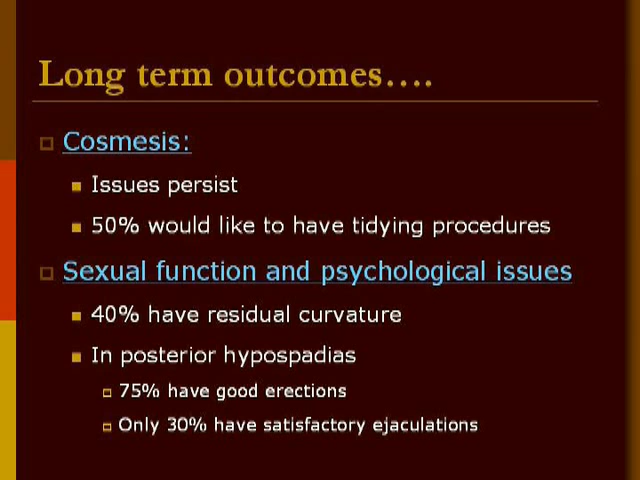 Long term outcomes....
Cosmesis:
Issues persist
50% would like to have tidying procedures
Sexual function and psychological issues
40% have residual curvature
In posterior hypospadias
75% have good erections
Only 30% have satisfactory ejaculations